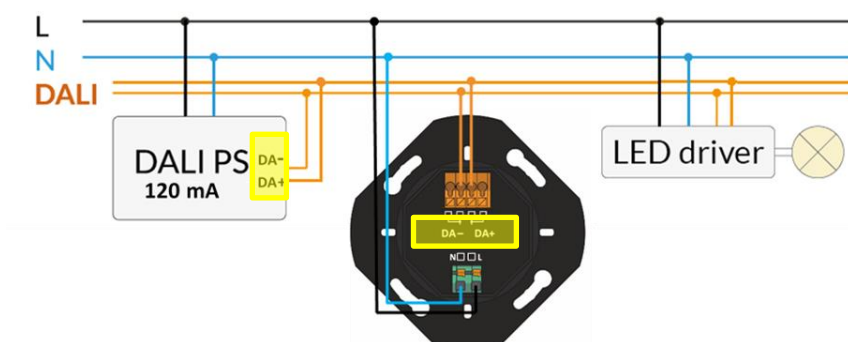 L
N
DALI
DALI PS
120 mA
DA-
DA+
DA- DA+
N L
LED driver